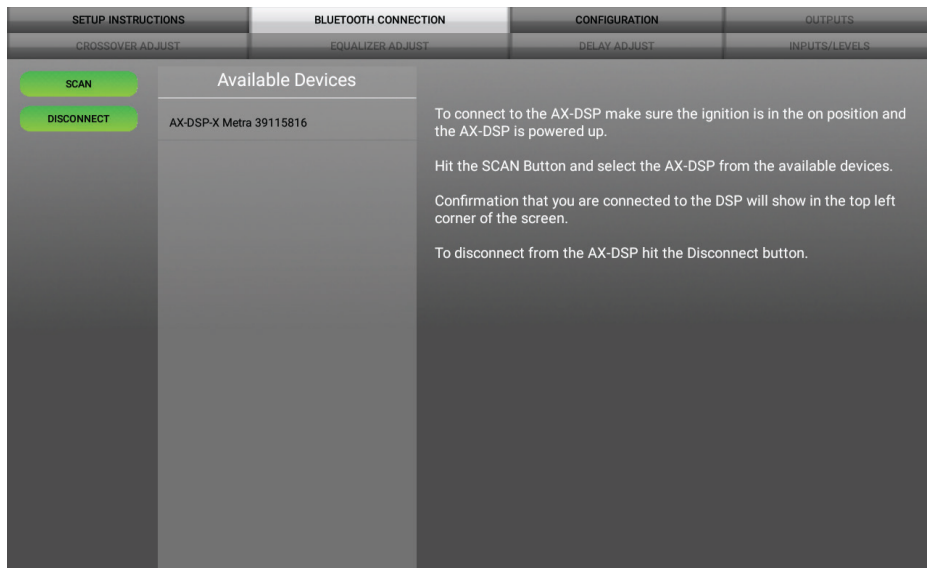 SETUP INSTRUCTIONS
BLUETOOTH CONNECTION
CONFIGURATION
OUTPUTS
CROSSOVER ADJUST
EQUALIZER ADJUST
DELAY ADJUST
INPUTS/LEVELS
SCAN
DISCONNECT
Available Devices
AX-DSP-X Metra 39115816
To connect to the AX-DSP make sure the ignition is in the on position and
the AX-DSP is powered up.
Hit the SCAN Button and select the AX-DSP from the available devices.
Confirmation that you are connected to the DSP will show in the top left
corner of the screen.
To disconnect from the AX-DSP hit the Disconnect button.